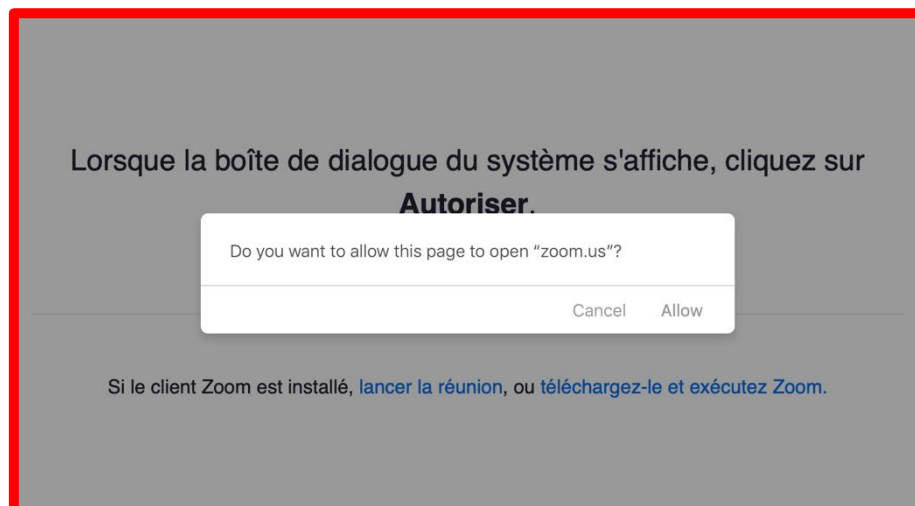 Lorsque la boîte de dialogue du système s'affiche, cliquez sur
Autoriser.
Do you want to allow this page to open “zoom.us”?
Cancel Allow
Si le client Zoom est installé, lancer la réunion, ou téléchargez-le et exécutez Zoom.